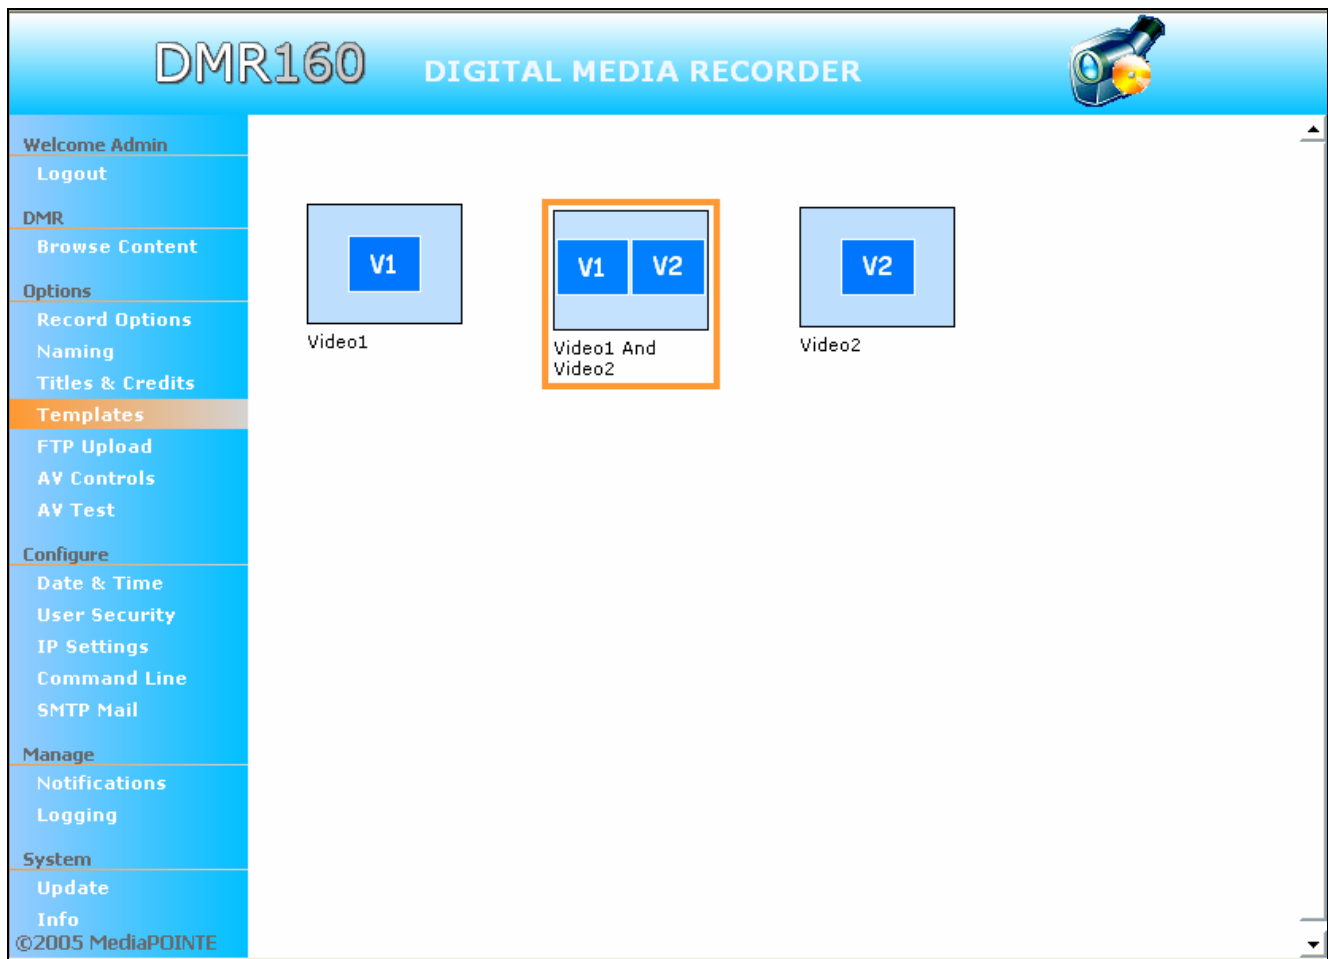 DMR160 DIGITAL MEDIA RECORDER
Welcome Admin
Logout
DMR
Browse Content
Options
Record Options
Naming
Titles & Credits
Templates
FTP Upload
AV Controls
AV Test
Configure
Date & Time
User Security
IP Settings
Command Line
SMTP Mail
Manage
Notifications
Logging
System
Update
Info
©2005 MediaPOINTE
V1
Video1
V1 V2
Video1 And
Video2
V2
Video2